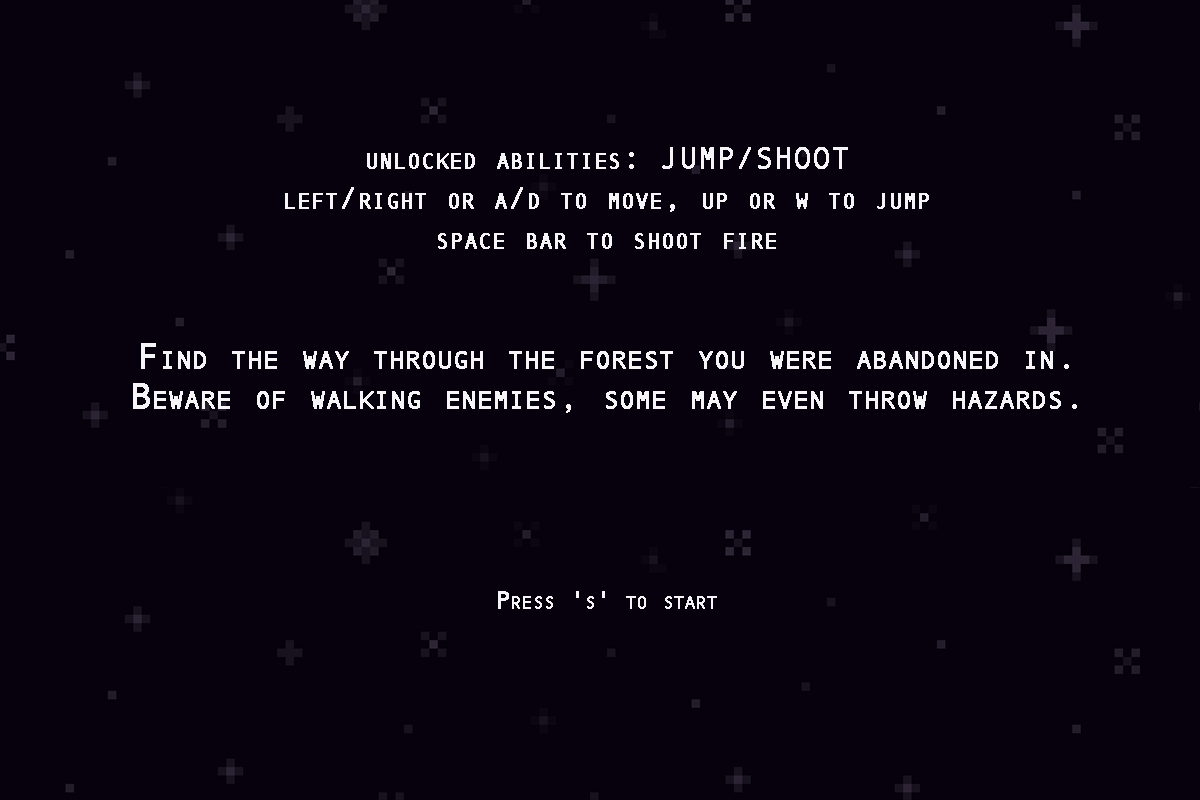 unlocked abilities: JUMP/SHOOT
left/right or a/d to move, up or w to jump
space bar to shoot fire
Find the way through the forest you were abandoned in.
Beware of walking enemies, some may even throw hazards.
Press 's' to start